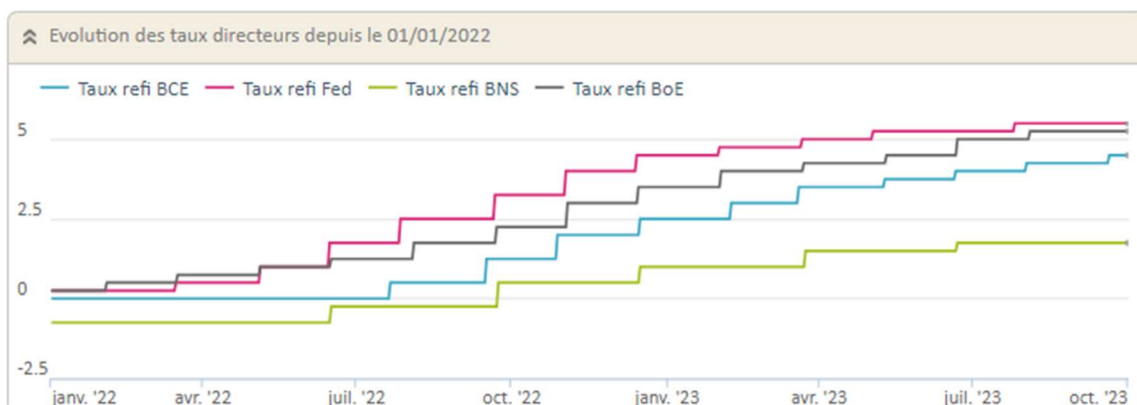 Evolution des taux directeurs depuis le 01/01/2022
Taux refi BCE Taux refi Fed Taux refi BNS Taux refi BoE
5
2.5
0
-2.5
janv. '22 avr. '22 juil. '22 oct. '22 janv. '23 avr. '23 juil. '23 oct. '23